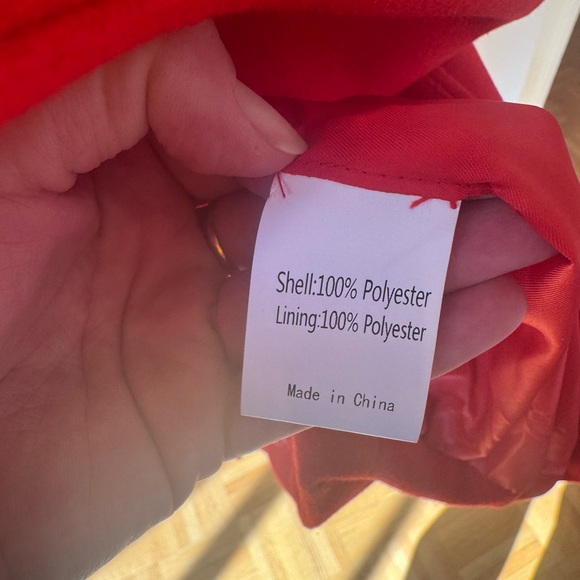 Shell:100% Polyester
Lining:100% Polyester
Made in China